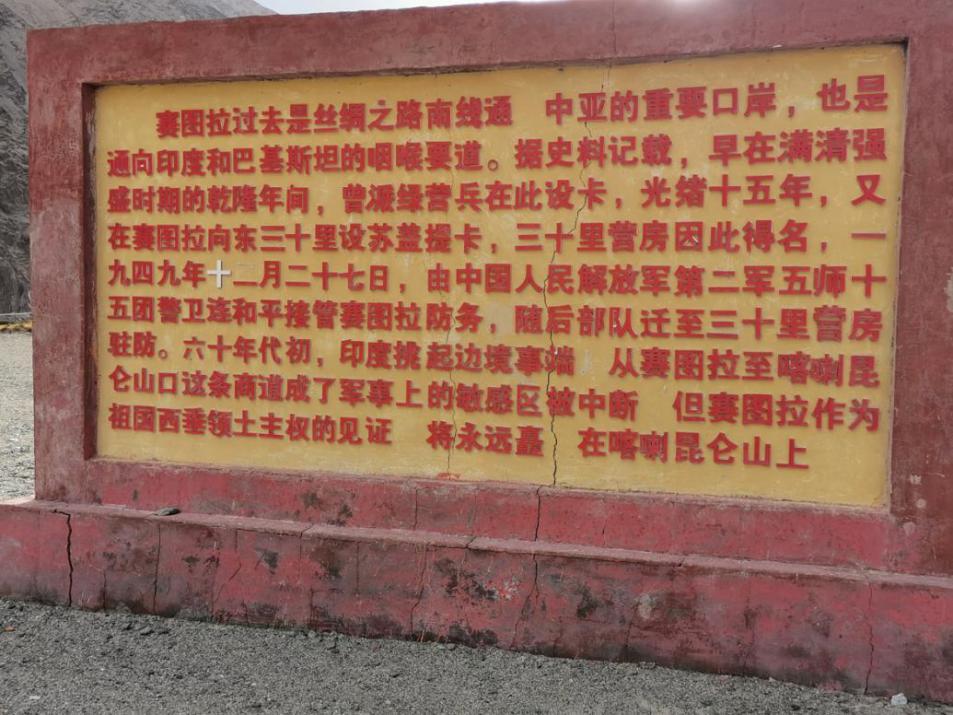 赛图拉过去是丝绸之路南线通 中亚的重要口岸，也是
通向印度和巴基斯坦的咽喉要道。据史料记载，早在满清强
盛时期的乾隆年间，曾派绿营兵在此设卡，光绪十五年，又
在赛图拉向东三十里设苏盖提卡，三十里营房因此得名，一
九四九年十二月二十七日，由中国人民解放军第二军五师十
五团警卫连和平接管赛图拉防务，随后部队迁至三十里营房
驻防。六十年代初，印度挑起边境事端 从赛图拉至喀喇昆
仑山口这条商道成了军事上的敏感区被中断 但赛图拉作为
祖国西垂领土主权的见证 将永远矗 在喀喇昆仑山上